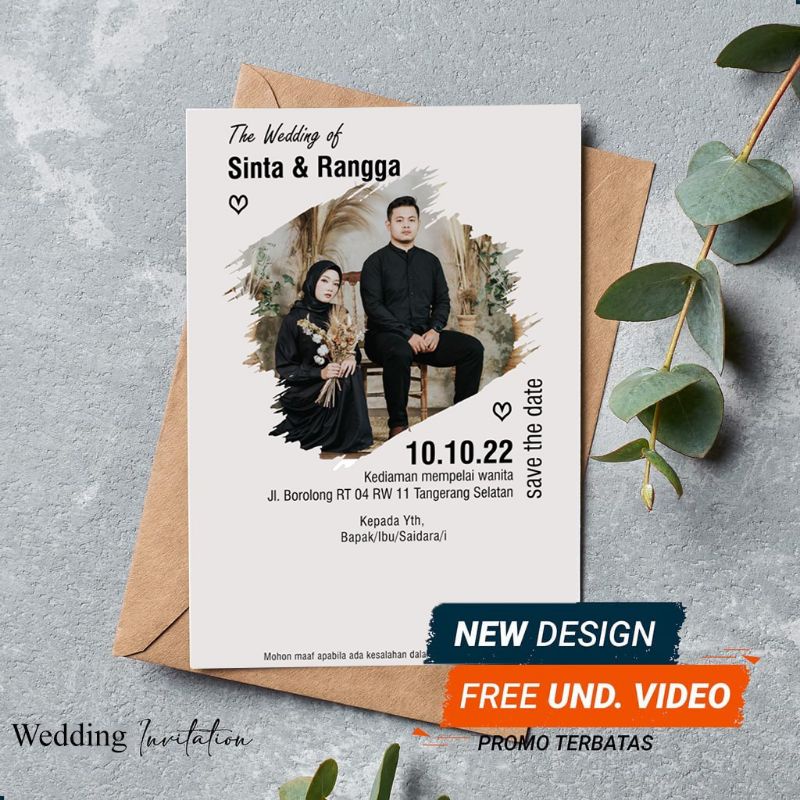 The Wedding of
Sinta & Rangga
save the date
10.10.22
Kediaman mempelai wanita
Jl. Borolong RT 04 RW 11 Tangerang Selatan
Kepada Yth,
Bapak/Ibu/Saidara/i
Mohon maaf apabila ada kesalahan dala
NEW DESIGN
FREE UND. VIDEO
PROMO TERBATAS
Wedding Invitation